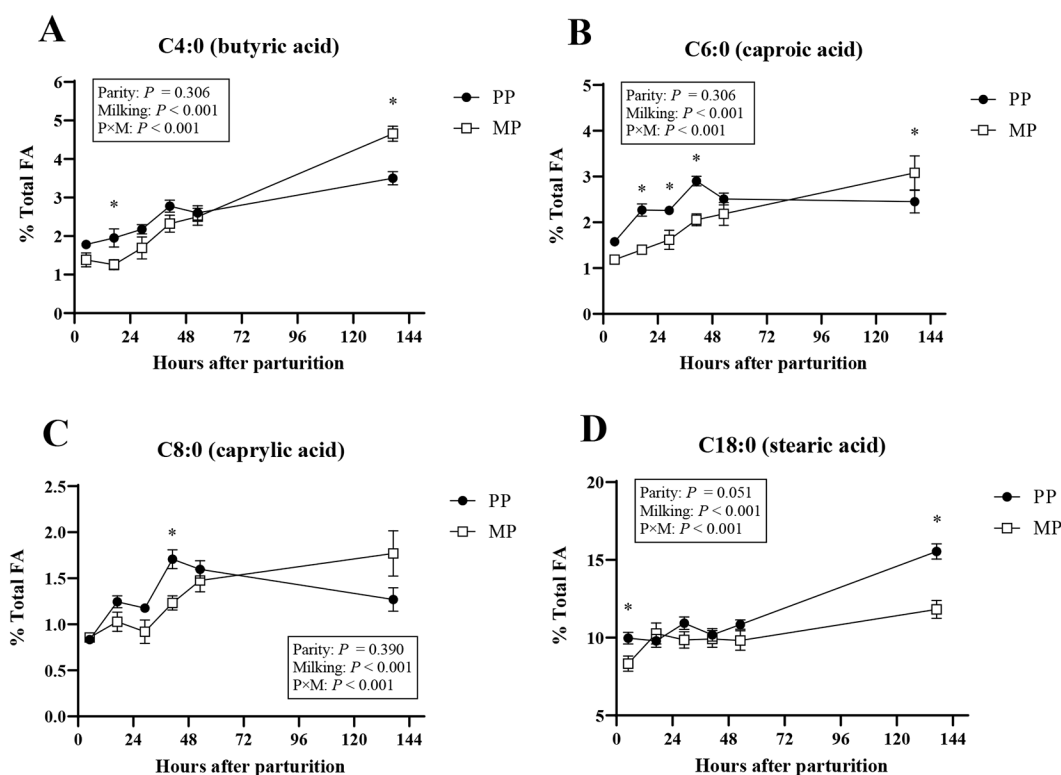 A
C4:0 (butyric acid)
Parity: P = 0.306
Milking: P < 0.001
P×M: P < 0.001
PP
MP
*
*
% Total FA
6
5
4
3
2
1
0
0 24 48 72 96 120 144
Hours after parturition
B
C6:0 (caproic acid)
Parity: P = 0.306
Milking: P < 0.001
P×M: P < 0.001
PP
MP
* * * *
% Total FA
5
4
3
2
1
0
0 24 48 72 96 120 144
Hours after parturition
C
C8:0 (caprylic acid)
PP
MP
*
% Total FA
2.5
2.0
1.5
1.0
0.5
0.0
Parity: P = 0.390
Milking: P < 0.001
P×M: P < 0.001
0 24 48 72 96 120 144
Hours after parturition
D
C18:0 (stearic acid)
Parity: P = 0.051
Milking: P < 0.001
P×M: P < 0.001
PP
MP
*
*
% Total FA
20
15
10
5
0 24 48 72 96 120 144
Hours after parturition